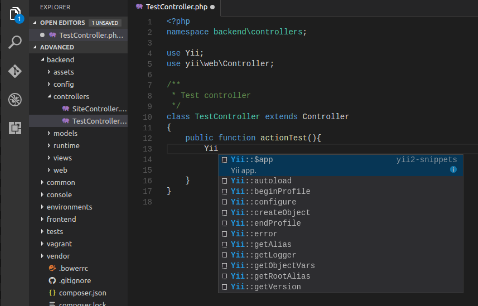 EXPLORER
OPEN EDITORS 1 UNSAVED
TestController.ph...
ADVANCED
backend
assets
config
controllers
SiteController....
TestController...
models
runtime
views
web
common
console
environments
frontend
tests
vagrant
vendor
.bowerrc
.gitignore
composer.json
composer.lock
1
TestController.php
1 <?php
2 namespace backend\controllers;
3
4 use Yii;
5 use yii\web\Controller;
6
7 /**
8 * Test controller
9 */
10 class TestController extends Controller
11 {
12 public function actionTest(){
13 Yii
14
15
16 }
17 }
18
Yii::$app yii2-snippets
Yii app.
Yii::autoload
Yii::beginProfile
Yii::configure
Yii::createObject
Yii::endProfile
Yii::error
Yii::getAlias
Yii::getLogger
Yii::getObjectVars
Yii::getRootAlias
Yii::getVersion